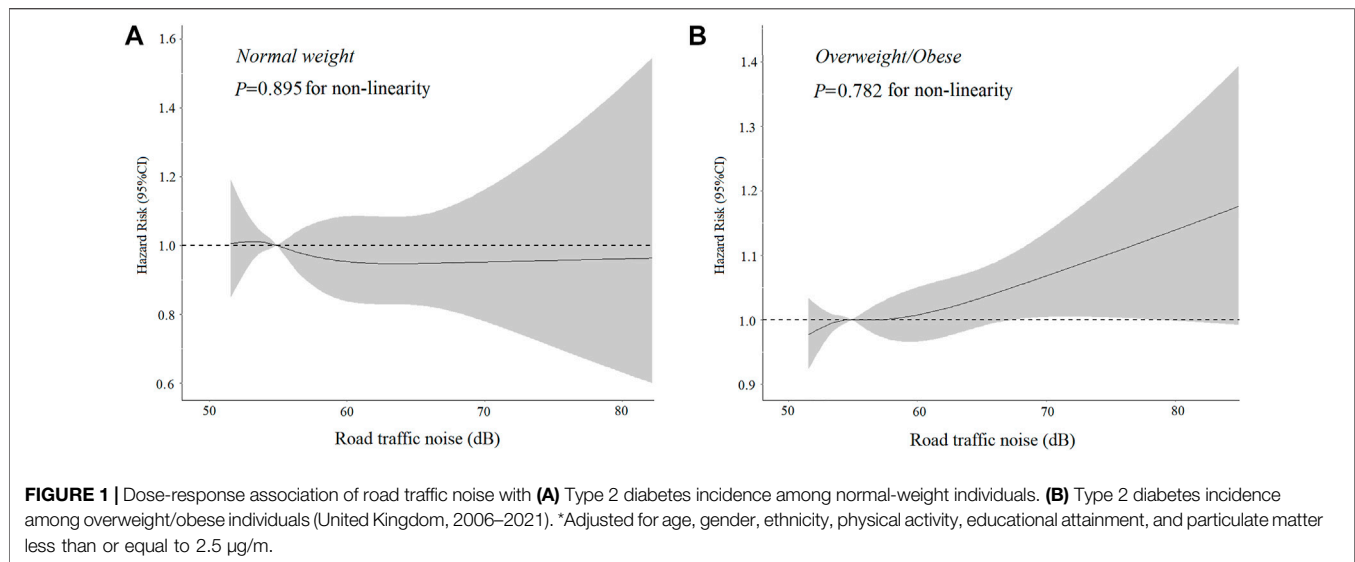 A
Normal weight
P=0.895 for non-linearity
Hazard Risk (95%CI)
1.6
1.4
1.2
1.0
0.8
0.6
50 60 70 80
Road traffic noise (dB)
B
Overweight/Obese
P=0.782 for non-linearity
Hazard Risk (95%CI)
1.4
1.3
1.2
1.1
1.0
0.9
50 60 70 80
Road traffic noise (dB)
FIGURE 1 | Dose-response association of road traffic noise with (A) Type 2 diabetes incidence among normal-weight individuals. (B) Type 2 diabetes incidence
among overweight/obese individuals (United Kingdom, 2006–2021). *Adjusted for age, gender, ethnicity, physical activity, educational attainment, and particulate matter
less than or equal to 2.5 µg/m.